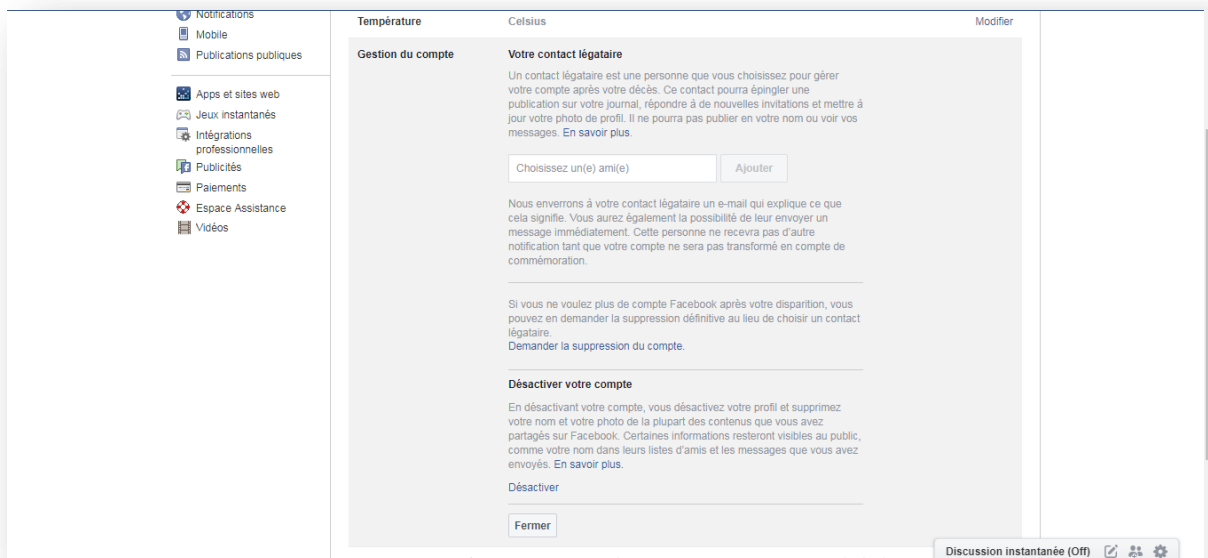 Notifications
Mobile
Publications publiques
Apps et sites web
Jeux instantanés
Intégrations
professionnelles
Publicités
Paiements
Espace Assistance
Vidéos
Température Celsius Modifier
Gestion du compte Votre contact légataire
Un contact légataire est une personne que vous choisissez pour gérer
votre compte après votre décès. Ce contact pourra épingler une
publication sur votre journal, répondre à de nouvelles invitations et mettre à
jour votre photo de profil. Il ne pourra pas publier en votre nom ou voir vos
messages. En savoir plus.
Choisissez un(e) ami(e) Ajouter
Nous enverrons à votre contact légataire un e-mail qui explique ce que
cela signifie. Vous aurez également la possibilité de leur envoyer un
message immédiatement. Cette personne ne recevra pas d'autre
notification tant que votre compte ne sera pas transformé en compte de
commémoration.
Si vous ne voulez plus de compte Facebook après votre disparition, vous
pouvez en demander la suppression définitive au lieu de choisir un contact
légataire.
Demander la suppression du compte.
Désactiver votre compte
En désactivant votre compte, vous désactivez votre profil et supprimez
votre nom et votre photo de la plupart des contenus que vous avez
partagés sur Facebook. Certaines informations resteront visibles au public,
comme votre nom dans leurs listes d'amis et les messages que vous avez
envoyés. En savoir plus.
Désactiver
Fermer
Discussion instantanée (Off)